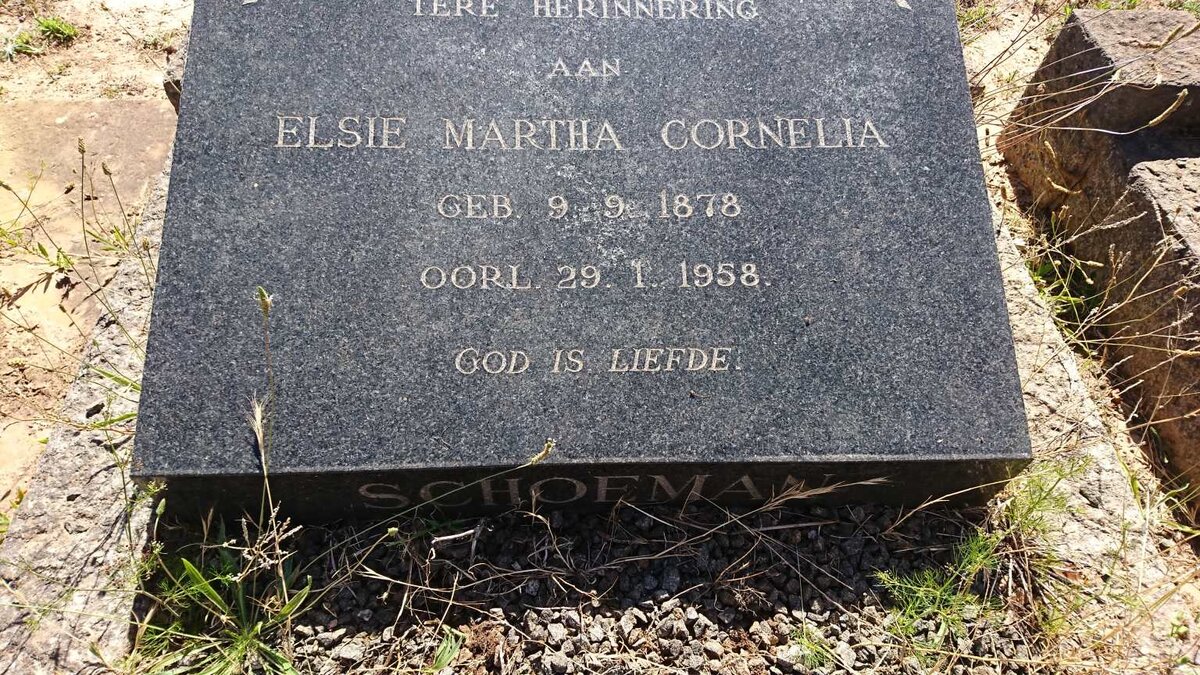 TERE HERINNERING
AAN
ELSIE MARTHA CORNELIA
GEB. 9. 9. 1878
OORL. 29. 1. 1958.
GOD IS LIEFDE.
SCHOEMAN